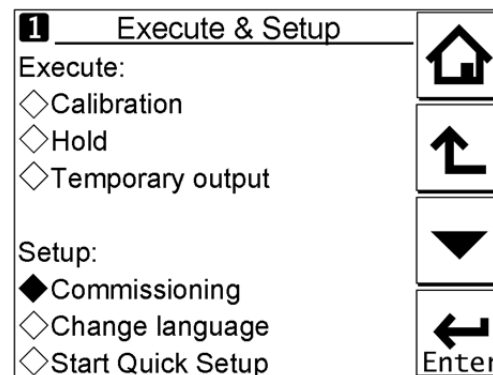 1 Execute & Setup
Execute:
Calibration
Hold
Temporary output
Setup:
Commissioning
Change language
Start Quick Setup
Enter